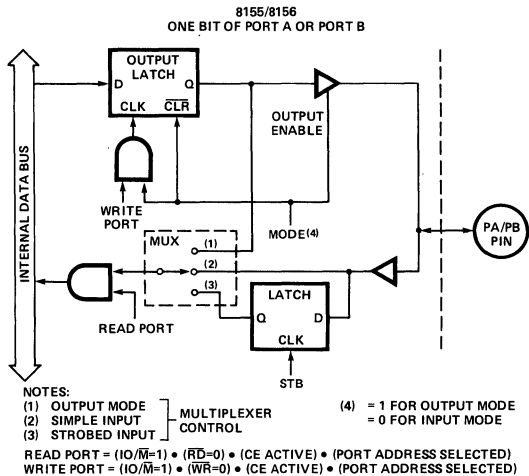 8155/8156
ONE BIT OF PORT A OR PORT B
OUTPUT
LATCH
D
Q
CLK
C̅L̅R̅
OUTPUT
ENABLE
INTERNAL DATA BUS
WRITE
PORT
MODE(4)
PA/PB
PIN
MUX
(1)
(2)
(3)
LATCH
Q
D
CLK
READ PORT
STB
NOTES:
(1) OUTPUT MODE
(2) SIMPLE INPUT
(3) STROBED INPUT
MULTIPLEXER
CONTROL
(4) = 1 FOR OUTPUT MODE
= 0 FOR INPUT MODE
READ PORT = (IO/M̅=1) • (R̅D̅=0) • (CE ACTIVE) • (PORT ADDRESS SELECTED)
WRITE PORT = (IO/M̅=1) • (W̅R̅=0) • (CE ACTIVE) • (PORT ADDRESS SELECTED)